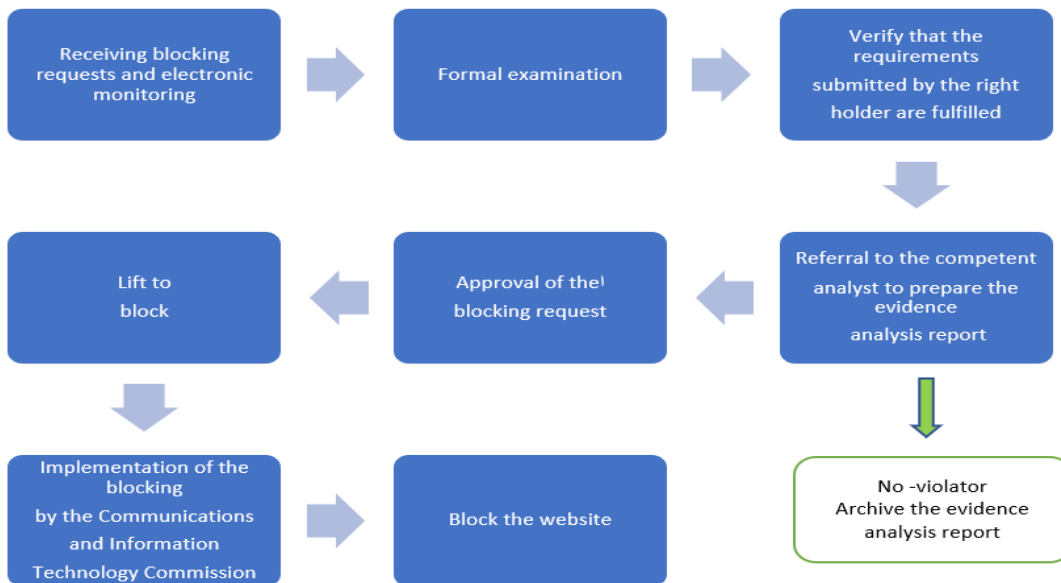 Receiving blocking
requests and electronic
monitoring
Formal examination
Verify that the
requirements
submitted by the right
holder are fulfilled
Referral to the competent
analyst to prepare the
evidence
analysis report
Approval of the\
blocking request
Lift to
block
Implementation of the
blocking
by the Communications
and Information
Technology Commission
Block the website
No -violator
Archive the evidence
analysis report